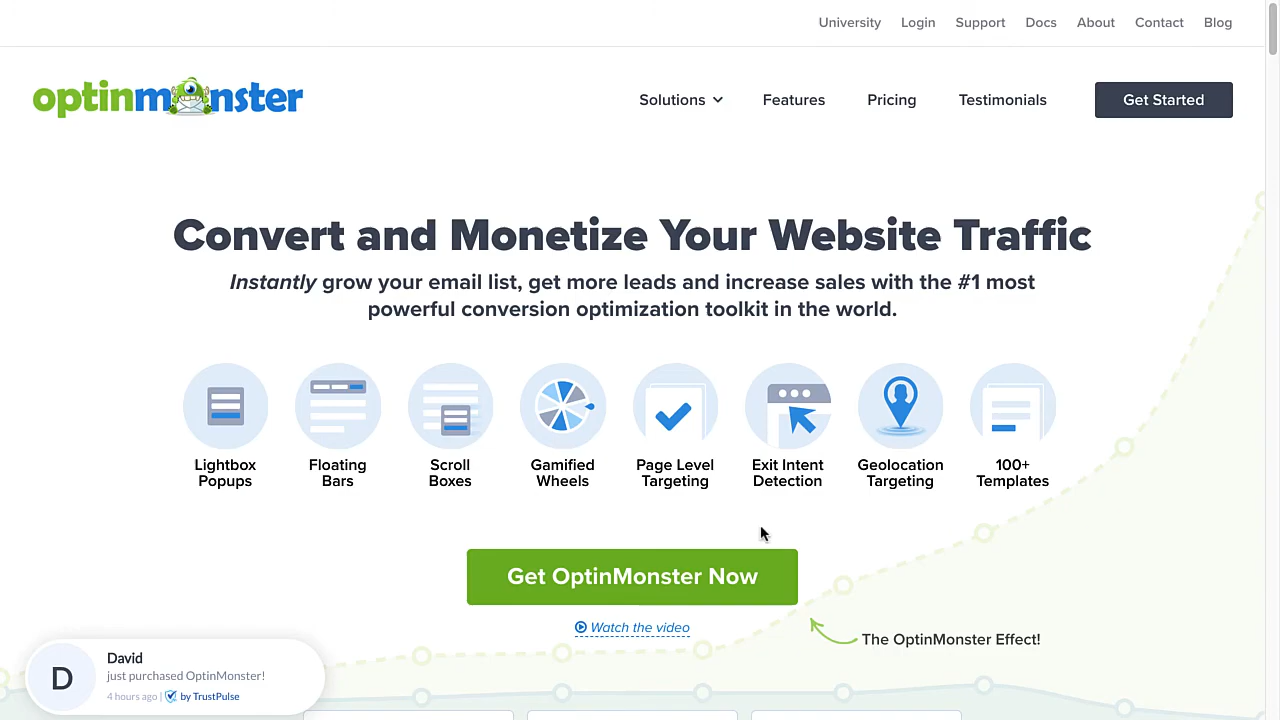 University Login Support Docs About Contact Blog
optinmonster
Solutions Features Pricing Testimonials Get Started
Convert and Monetize Your Website Traffic
Instantly grow your email list, get more leads and increase sales with the #1 most
powerful conversion optimization toolkit in the world.
Lightbox Popups
Floating Bars
Scroll Boxes
Gamified Wheels
Page Level Targeting
Exit Intent Detection
Geolocation Targeting
100+ Templates
Get OptinMonster Now
Watch the video
The OptinMonster Effect!
D
David
just purchased OptinMonster!
4 hours ago | by TrustPulse